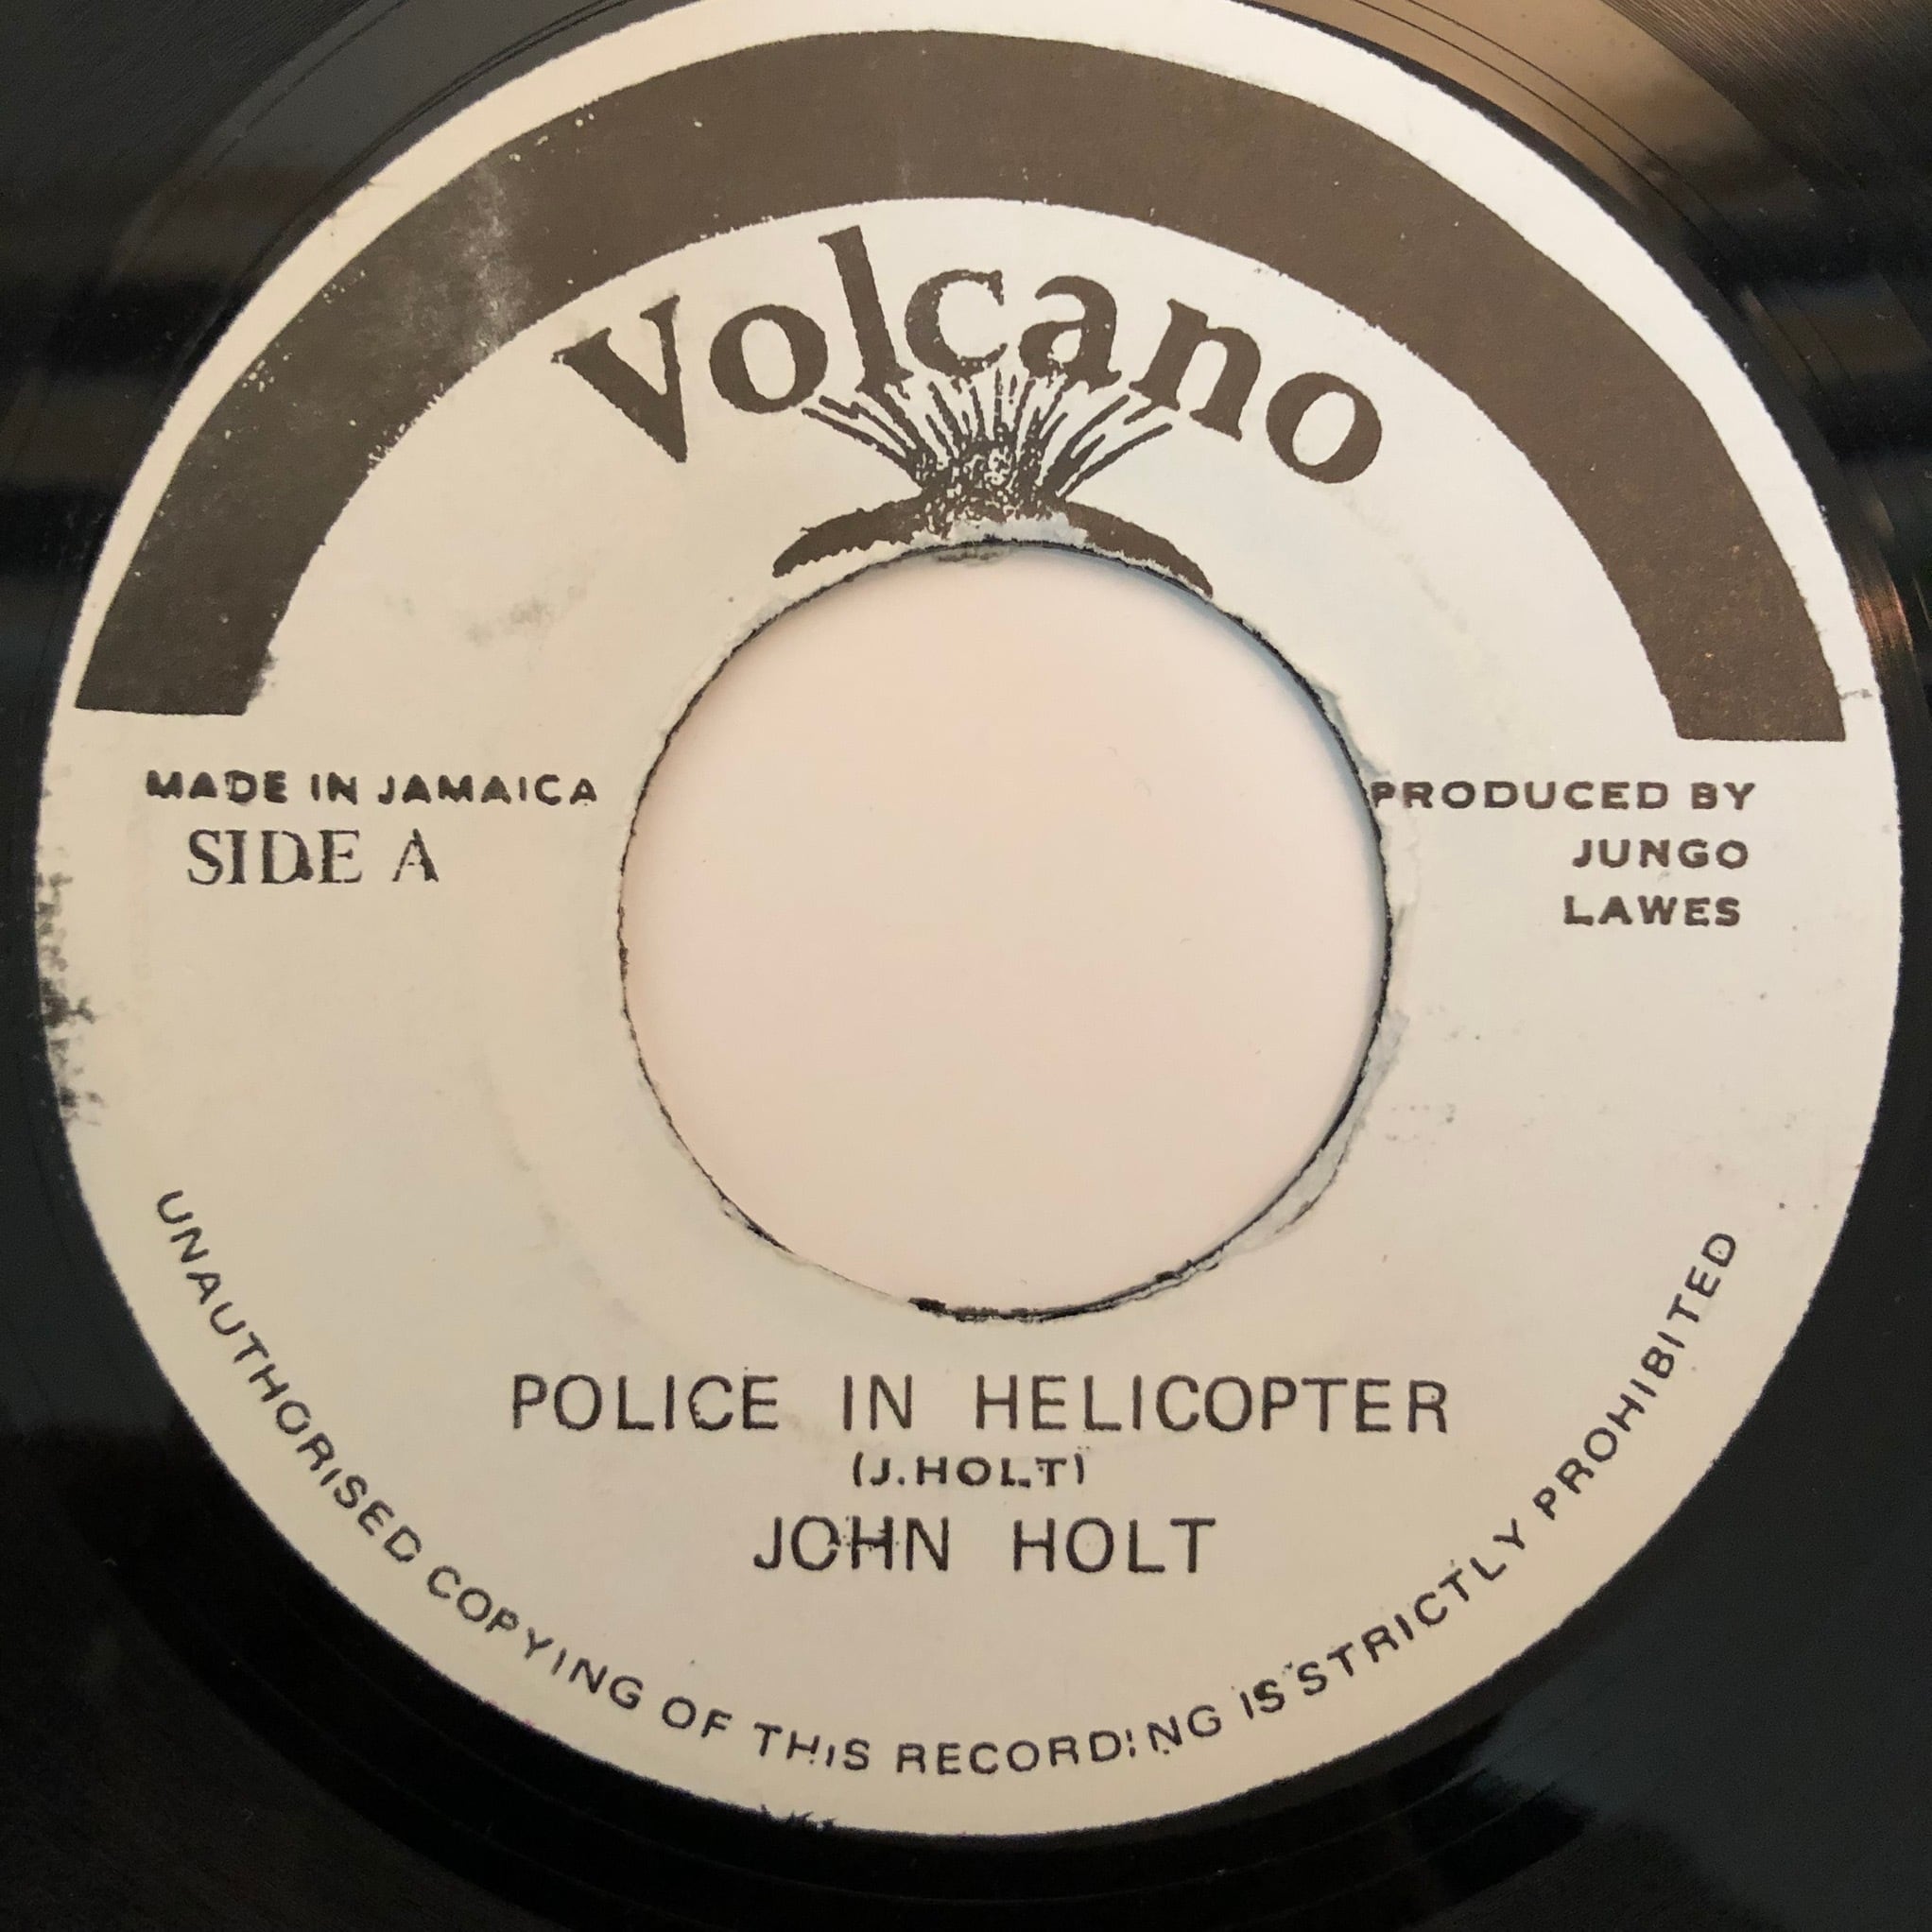 Volcano
MADE IN JAMAICA
SIDE A
PRODUCED BY
JUNGO
LAWES
POLICE IN HELICOPTER
(J.HOLT)
JOHN HOLT
UNAUTHORISED COPYING OF THIS RECORDING IS STRICTLY PROHIBITED